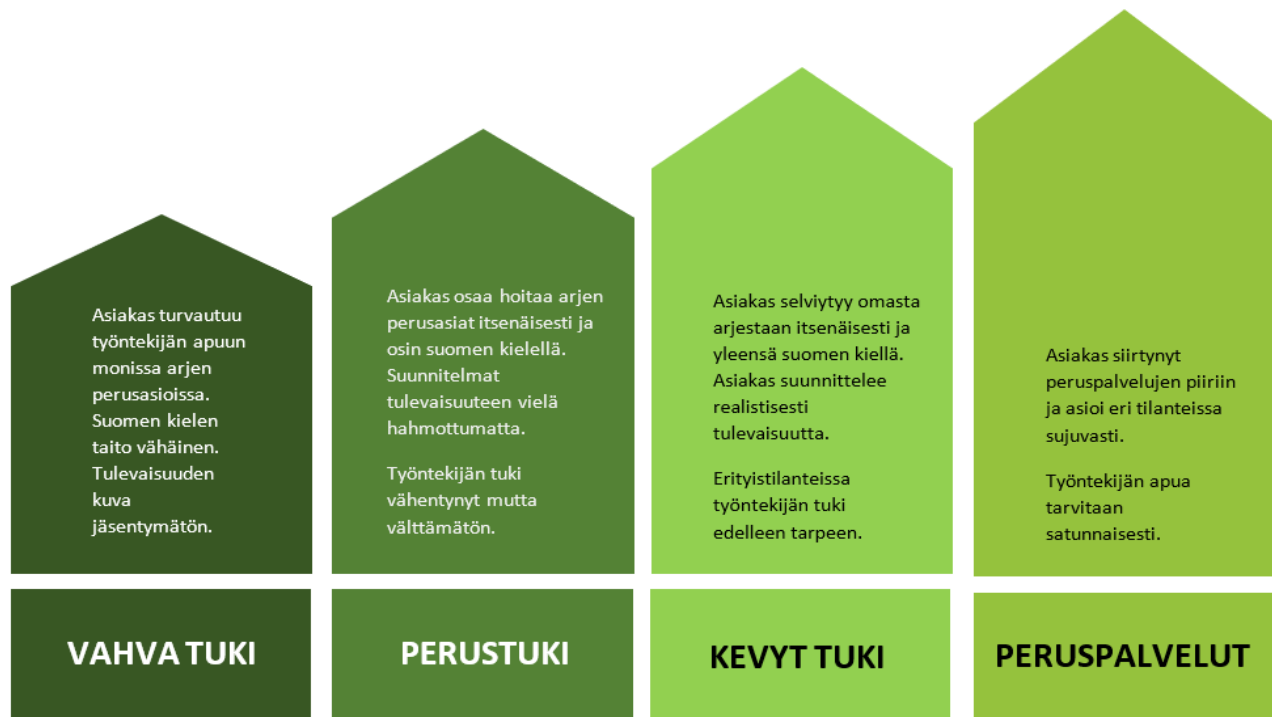 Asiakas turvautuu
työntekijän apuun
monissa arjen
perusasioissa.
Suomen kielen
taito vähäinen.
Tulevaisuuden
kuva
jäsentymätön.
VAHVA TUKI
Asiakas osaa hoitaa arjen
perusasiat itsenäisesti ja
osin suomen kielellä.
Suunnitelmat
tulevaisuuteen vielä
hahmottumatta.
Työntekijän tuki
vähentynyt mutta
välttämätön.
PERUSTUKI
Asiakas selviytyy omasta
arjestaan itsenäisesti ja
yleensä suomen kiellä.
Asiakas suunnittelee
realistisesti
tulevaisuutta.
Erityistilanteissa
työntekijän tuki
edelleen tarpeen.
KEVYT TUKI
Asiakas siirtynyt
peruspalvelujen piiriin
ja asioi eri tilanteissa
sujuvasti.
Työntekijän apua
tarvitaan
satunnaisesti.
PERUSPALVELUT